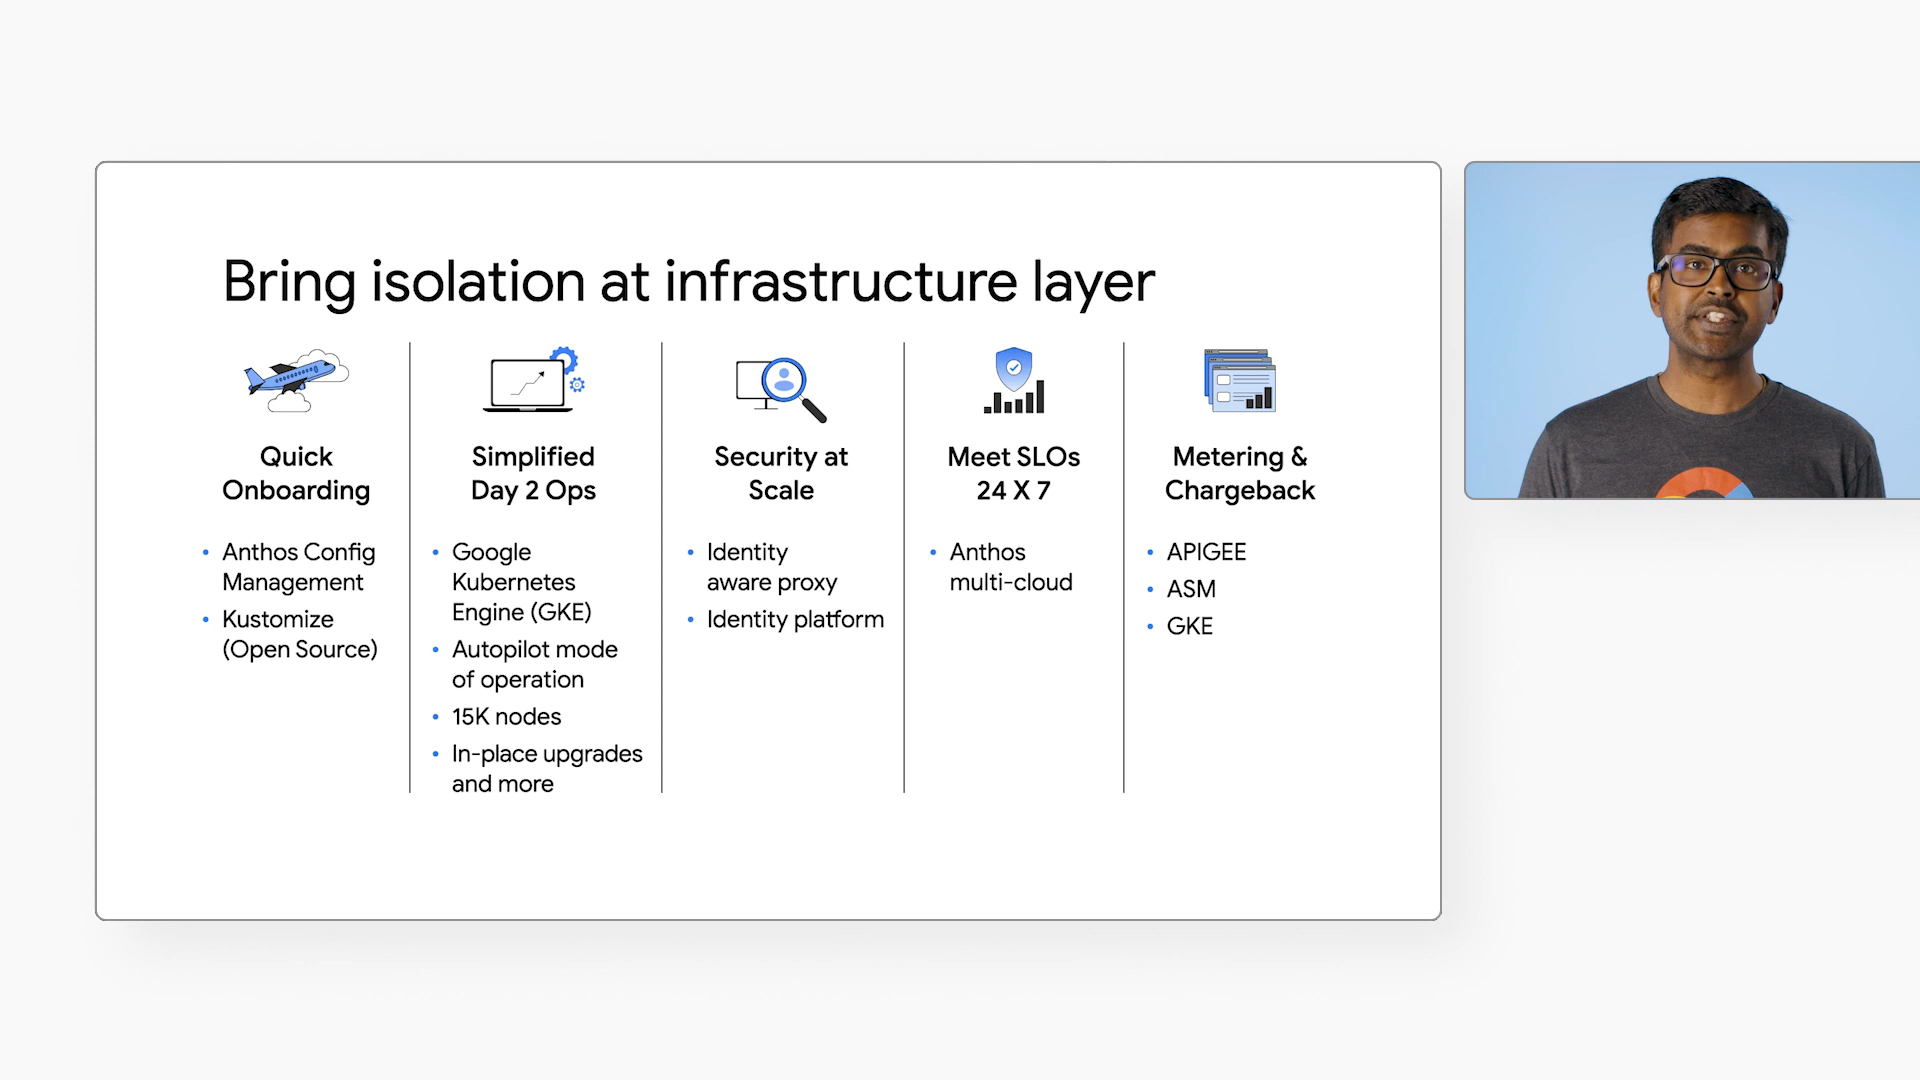 Bring isolation at infrastructure layer
Quick
Onboarding
• Anthos Config
Management
• Kustomize
(Open Source)
Simplified
Day 2 Ops
• Google
Kubernetes
Engine (GKE)
• Autopilot mode
of operation
• 15K nodes
• In-place upgrades
and more
Security at
Scale
• Identity
aware proxy
• Identity platform
Meet SLOs
24 X 7
• Anthos
multi-cloud
Metering &
Chargeback
• APIGEE
• ASM
• GKE